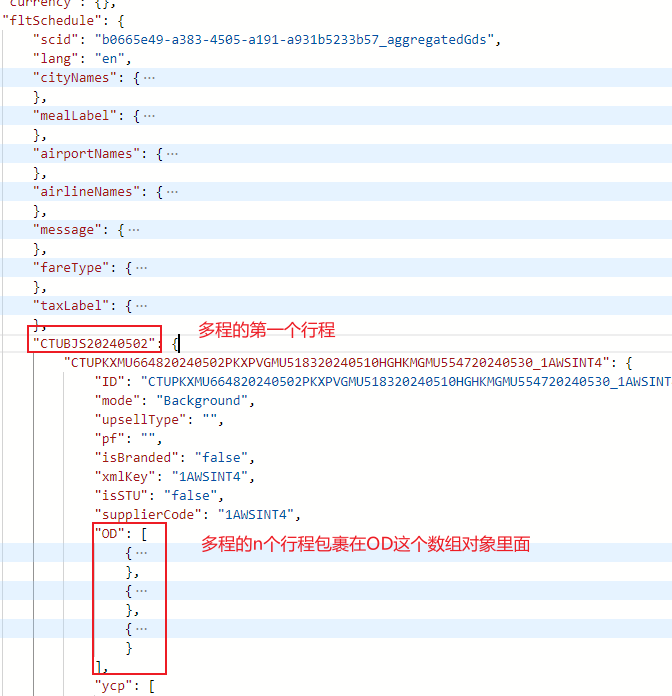 "currency": {},
"fltSchedule": {
"scid": "b0665e49-a383-4505-a191-a931b5233b57_aggregatedGds",
"lang": "en",
"cityNames": {···
},
"mealLabel": {···
},
"airportNames": {···
},
"airlineNames": {···
},
"message": {···
},
"fareType": {···
},
"taxLabel": {···
},
多程的第一个行程
"CTUBJS20240502": {
"CTUPKXMU664820240502PKXPVGMU518320240510HGHKMGMU554720240530_1AWSINT4": {
"ID": "CTUPKXMU664820240502PKXPVGMU518320240510HGHKMGMU554720240530_1AWSINT
"mode": "Background",
"upsellType": "",
"pf": "",
"isBranded": "false",
"xmlKey": "1AWSINT4",
"isSTU": "false",
"supplierCode": "1AWSINT4",
"OD": [
多程的n个行程包裹在OD这个数组对象里面
{···
},
{···
},
{···
}
],
"ycp": [